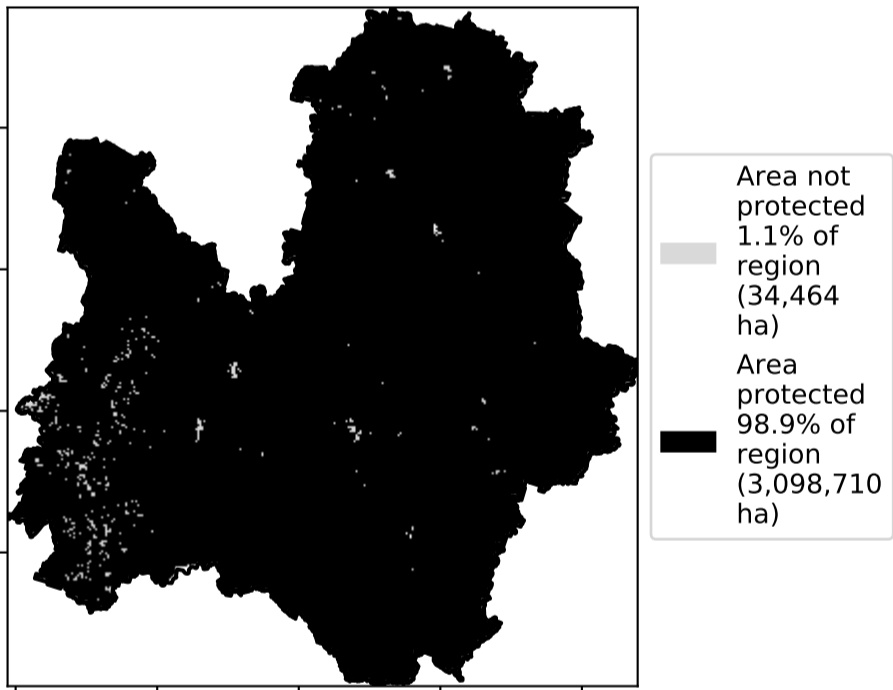 Area not
protected
1.1% of
region
(34,464
ha)
Area
protected
98.9% of
region
(3,098,710
ha)